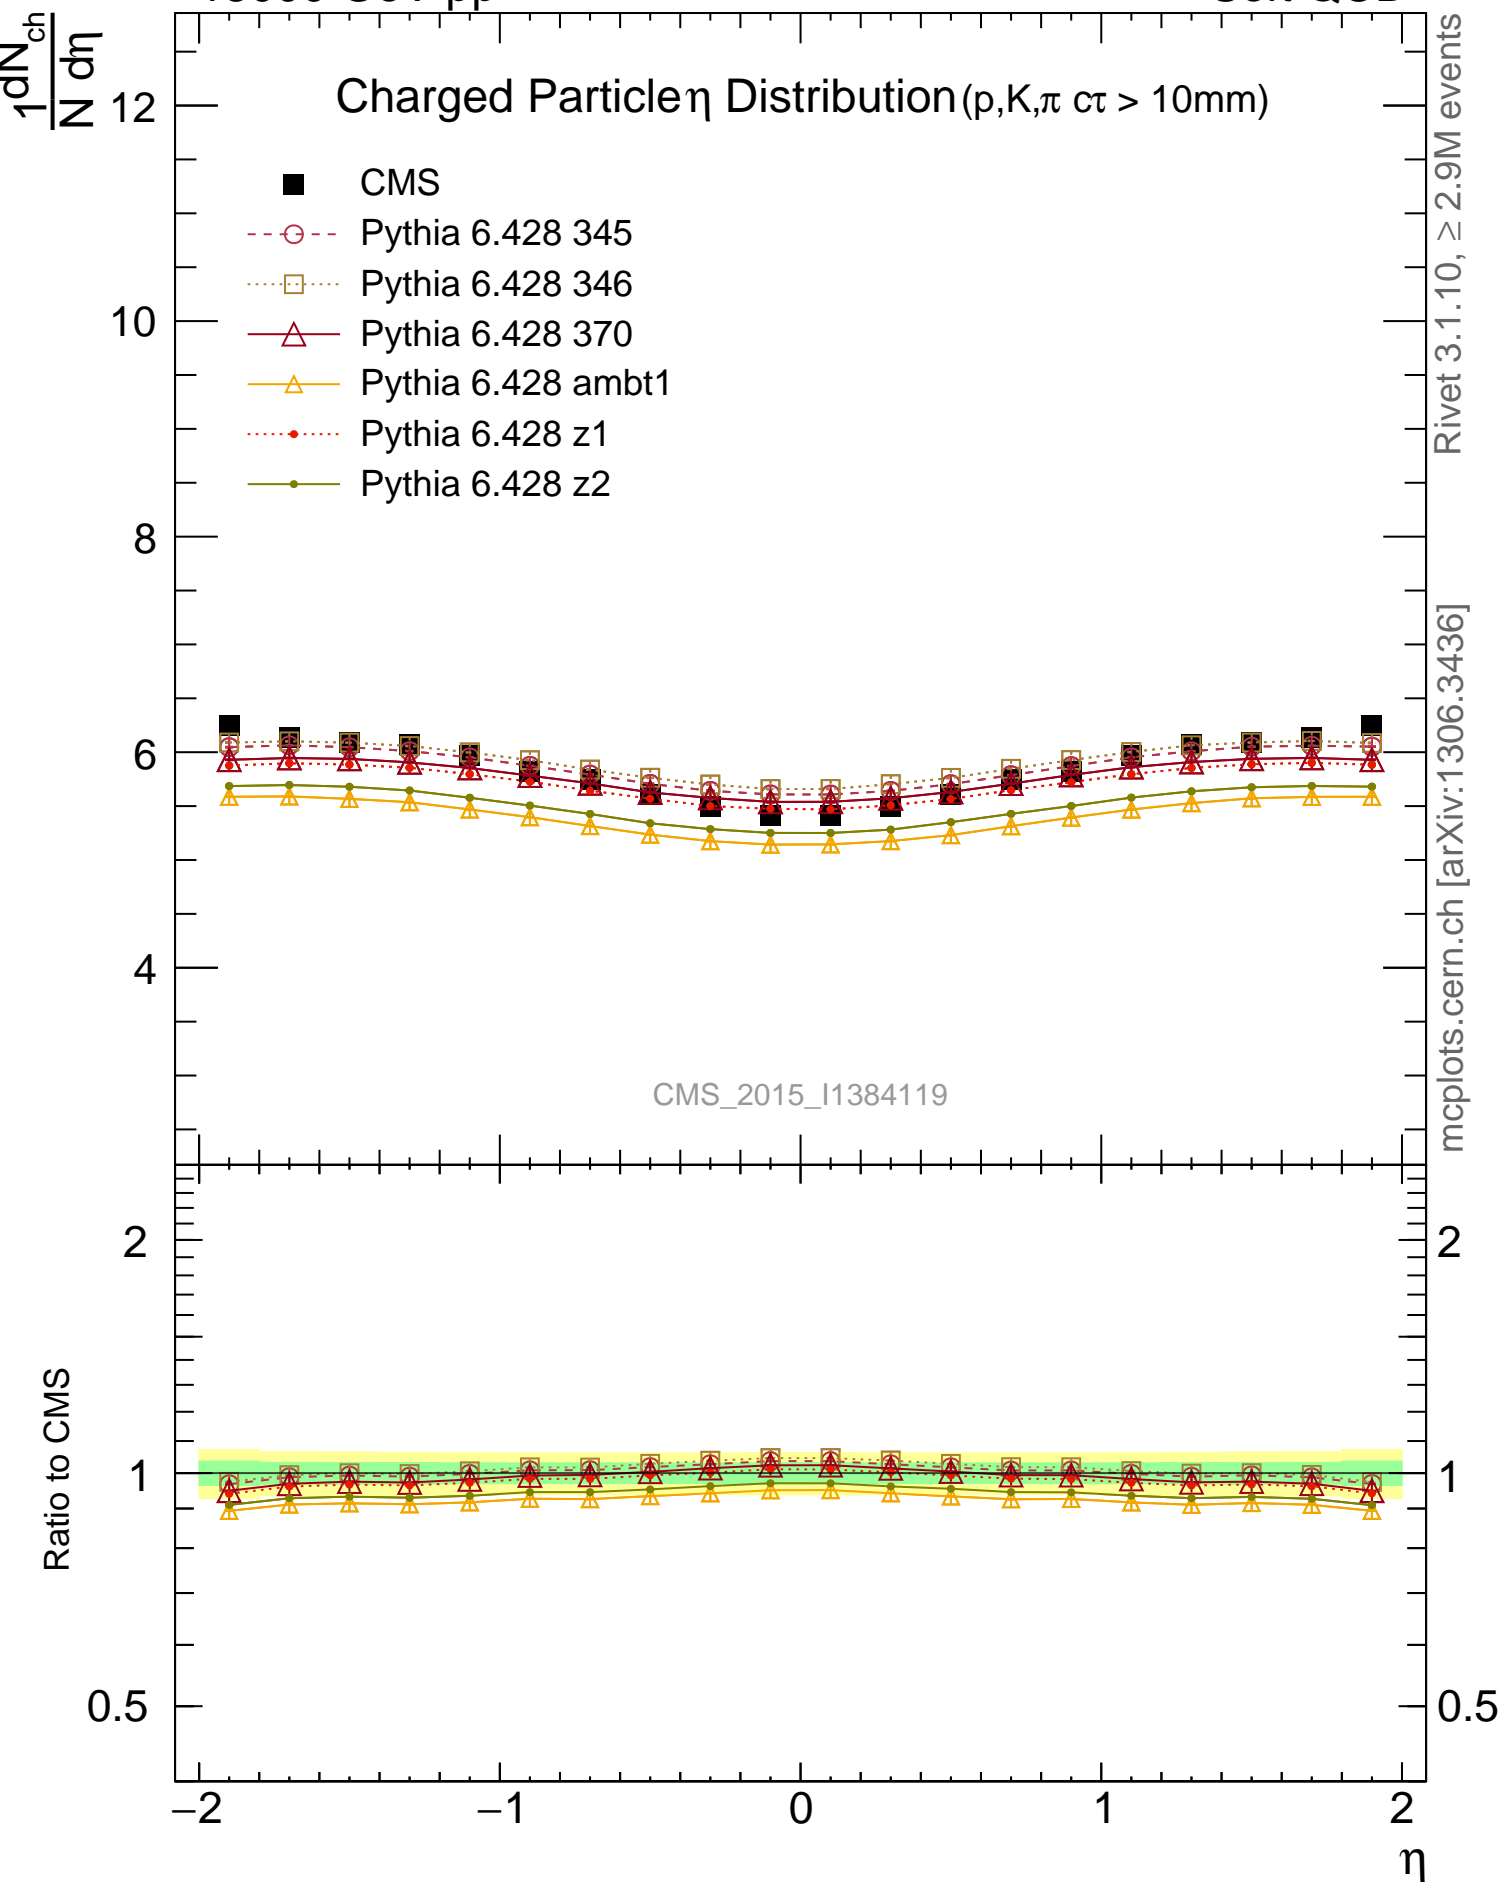 1 dN_ch
N dη
Charged Particle η Distribution (p,K,π cτ > 10mm)
CMS
Pythia 6.428 345
Pythia 6.428 346
Pythia 6.428 370
Pythia 6.428 ambt1
Pythia 6.428 z1
Pythia 6.428 z2
12
10
8
6
4
CMS_2015_I1384119
Rivet 3.1.10, ≥ 2.9M events
mcplots.cern.ch [arXiv:1306.3436]
Ratio to CMS
2
1
0.5
2
1
0.5
−2
−1
0
1
2
η